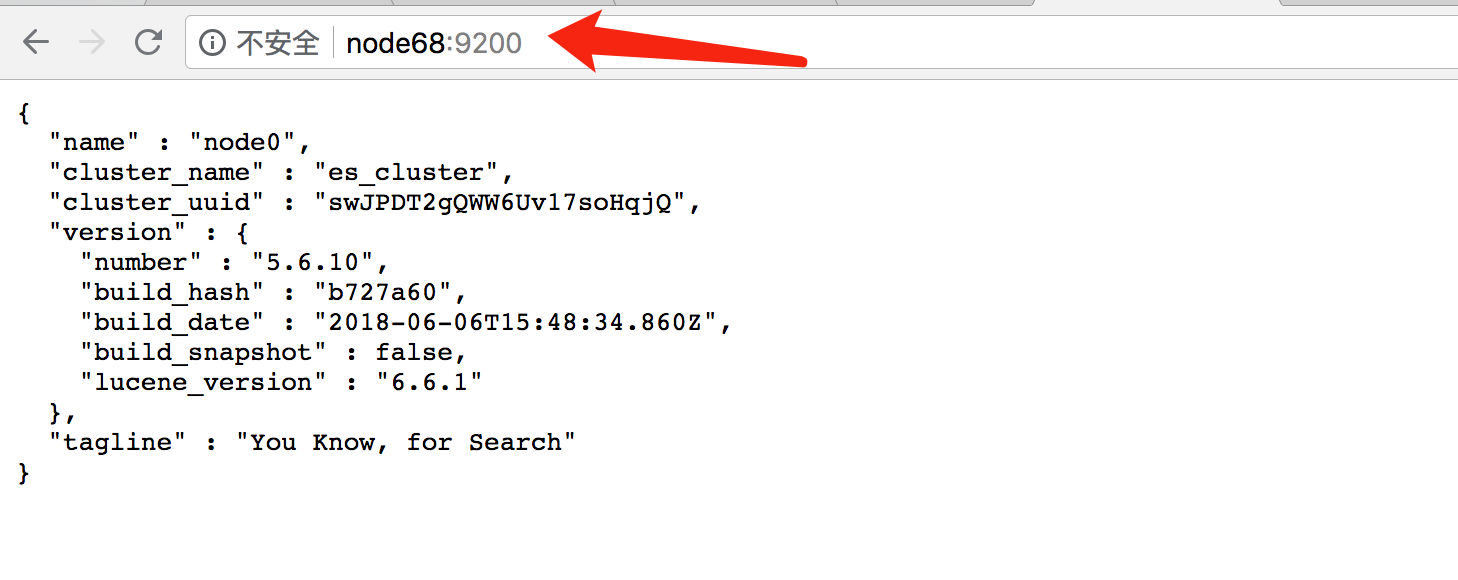 不安全 node68:9200
{
  "name" : "node0",
  "cluster_name" : "es_cluster",
  "cluster_uuid" : "swJPDT2gQWW6Uv17soHqjQ",
  "version" : {
    "number" : "5.6.10",
    "build_hash" : "b727a60",
    "build_date" : "2018-06-06T15:48:34.860Z",
    "build_snapshot" : false,
    "lucene_version" : "6.6.1"
  },
  "tagline" : "You Know, for Search"
}